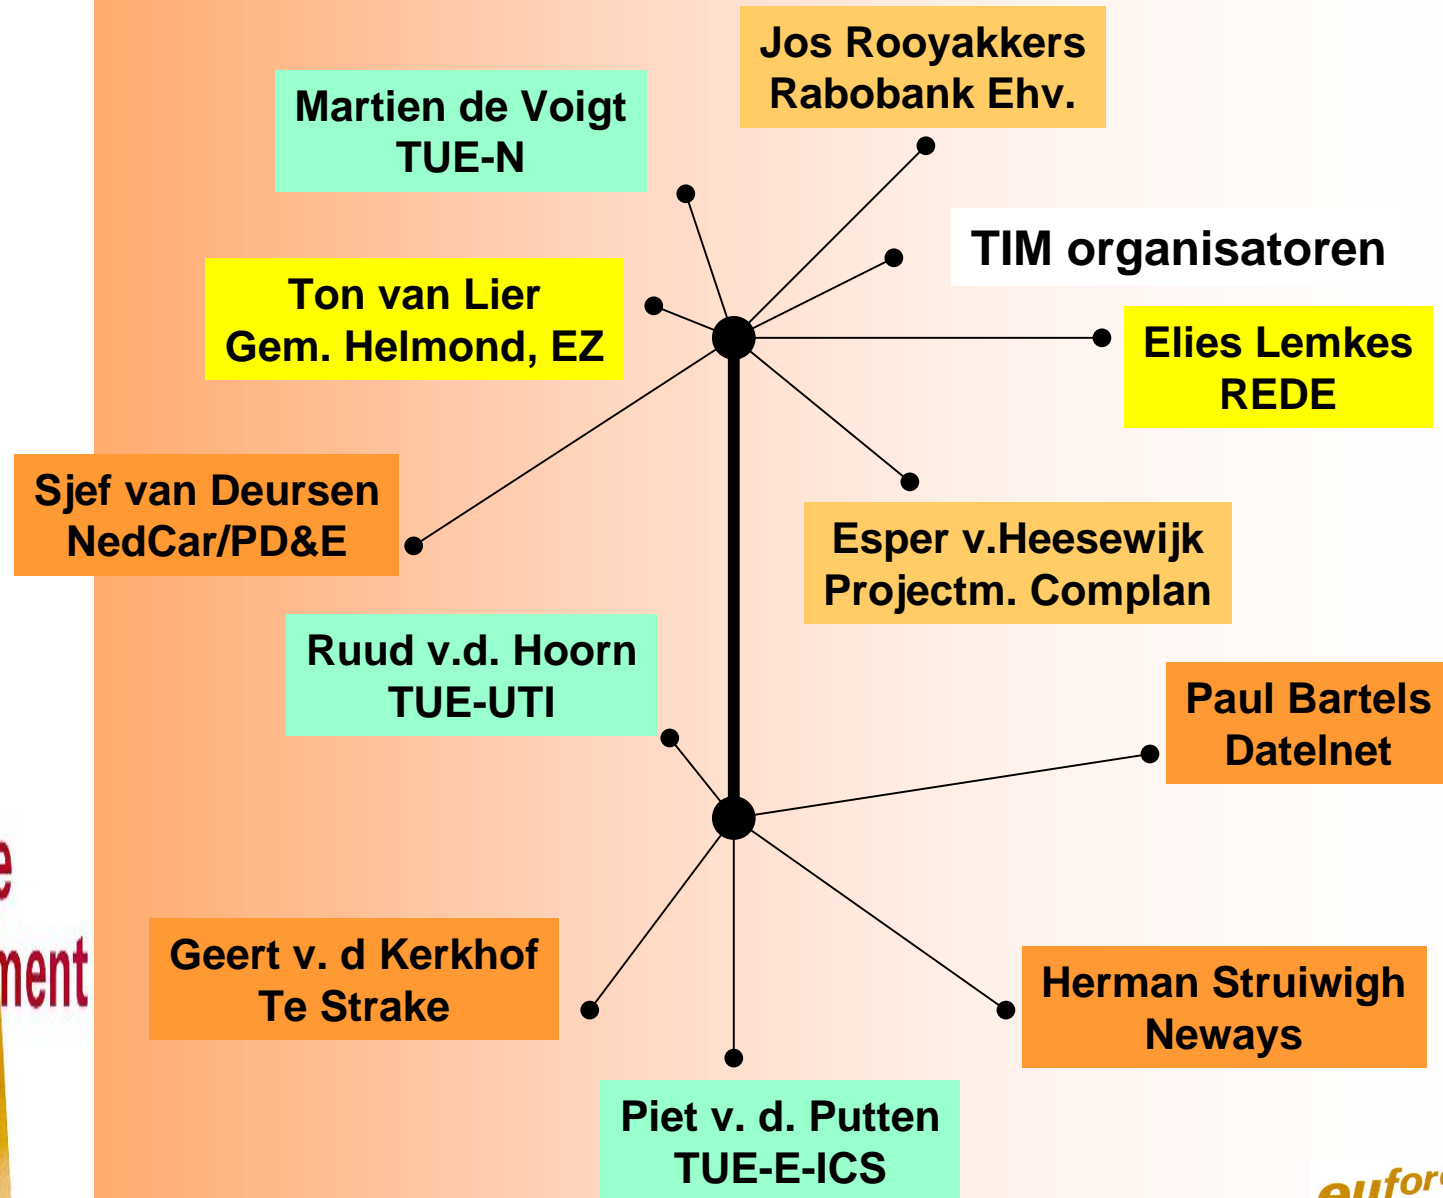 Jos Rooyakkers
Rabobank Ehv.
Martien de Voigt
TUE-N
TIM organisatoren
Ton van Lier
Gem. Helmond, EZ
Elies Lemkes
REDE
Sjef van Deursen
NedCar/PD&E
Esper v.Heesewijk
Projectm. Complan
Ruud v.d. Hoorn
TUE-UTI
Paul Bartels
Datelnet
Geert v. d Kerkhof
Te Strake
Herman Struiwigh
Neways
Piet v. d. Putten
TUE-E-ICS